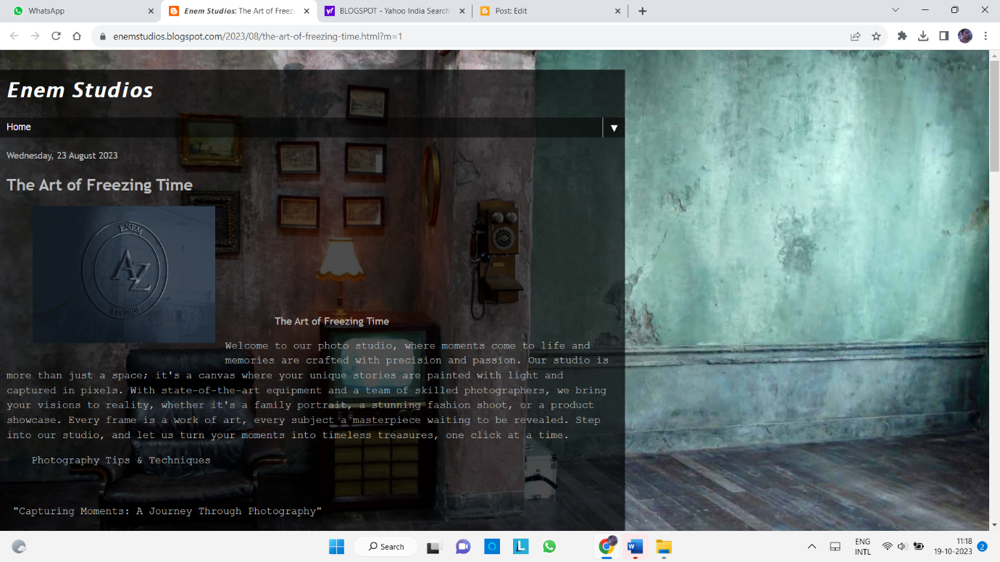 WhatsApp
Enem Studios: The Art of Freezi
BLOGSPOT - Yahoo India Search
Post: Edit
enemstudios.blogspot.com/2023/08/the-art-of-freezing-time.html?m=1
Enem Studios
Home
Wednesday, 23 August 2023
The Art of Freezing Time
ENEM
AZ
STUDIOS
The Art of Freezing Time
Welcome to our photo studio, where moments come to life and
memories are crafted with precision and passion. Our studio is
more than just a space; it's a canvas where your unique stories are painted with light and
captured in pixels. With state-of-the-art equipment and a team of skilled photographers, we bring
your visions to reality, whether it's a family portrait, a stunning fashion shoot, or a product
showcase. Every frame is a work of art, every subject a masterpiece waiting to be revealed. Step
into our studio, and let us turn your moments into timeless treasures, one click at a time.
Photography Tips & Techniques
"Capturing Moments: A Journey Through Photography"
Search
ENG
INTL
11:18
19-10-2023
2